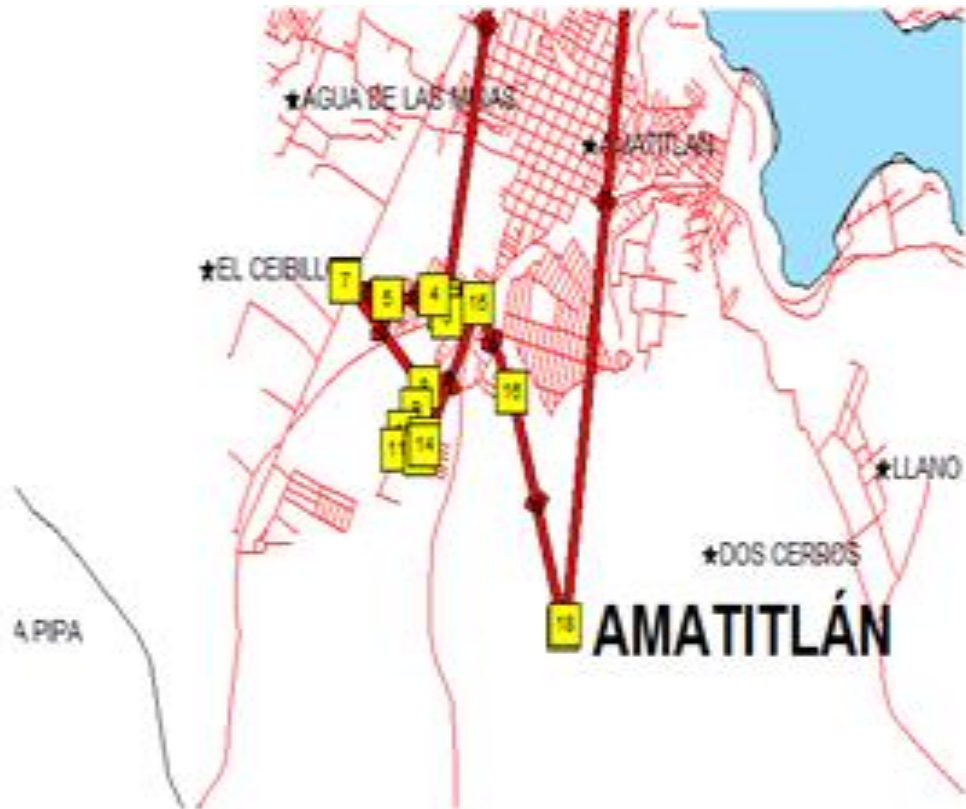 AGUA DE LAS MINAS
AMATITLAN
EL CEIBILLO
7
5
4
15
16
11
14
LLANO
DOS CERROS
18
AMATITLÁN
A PIPA